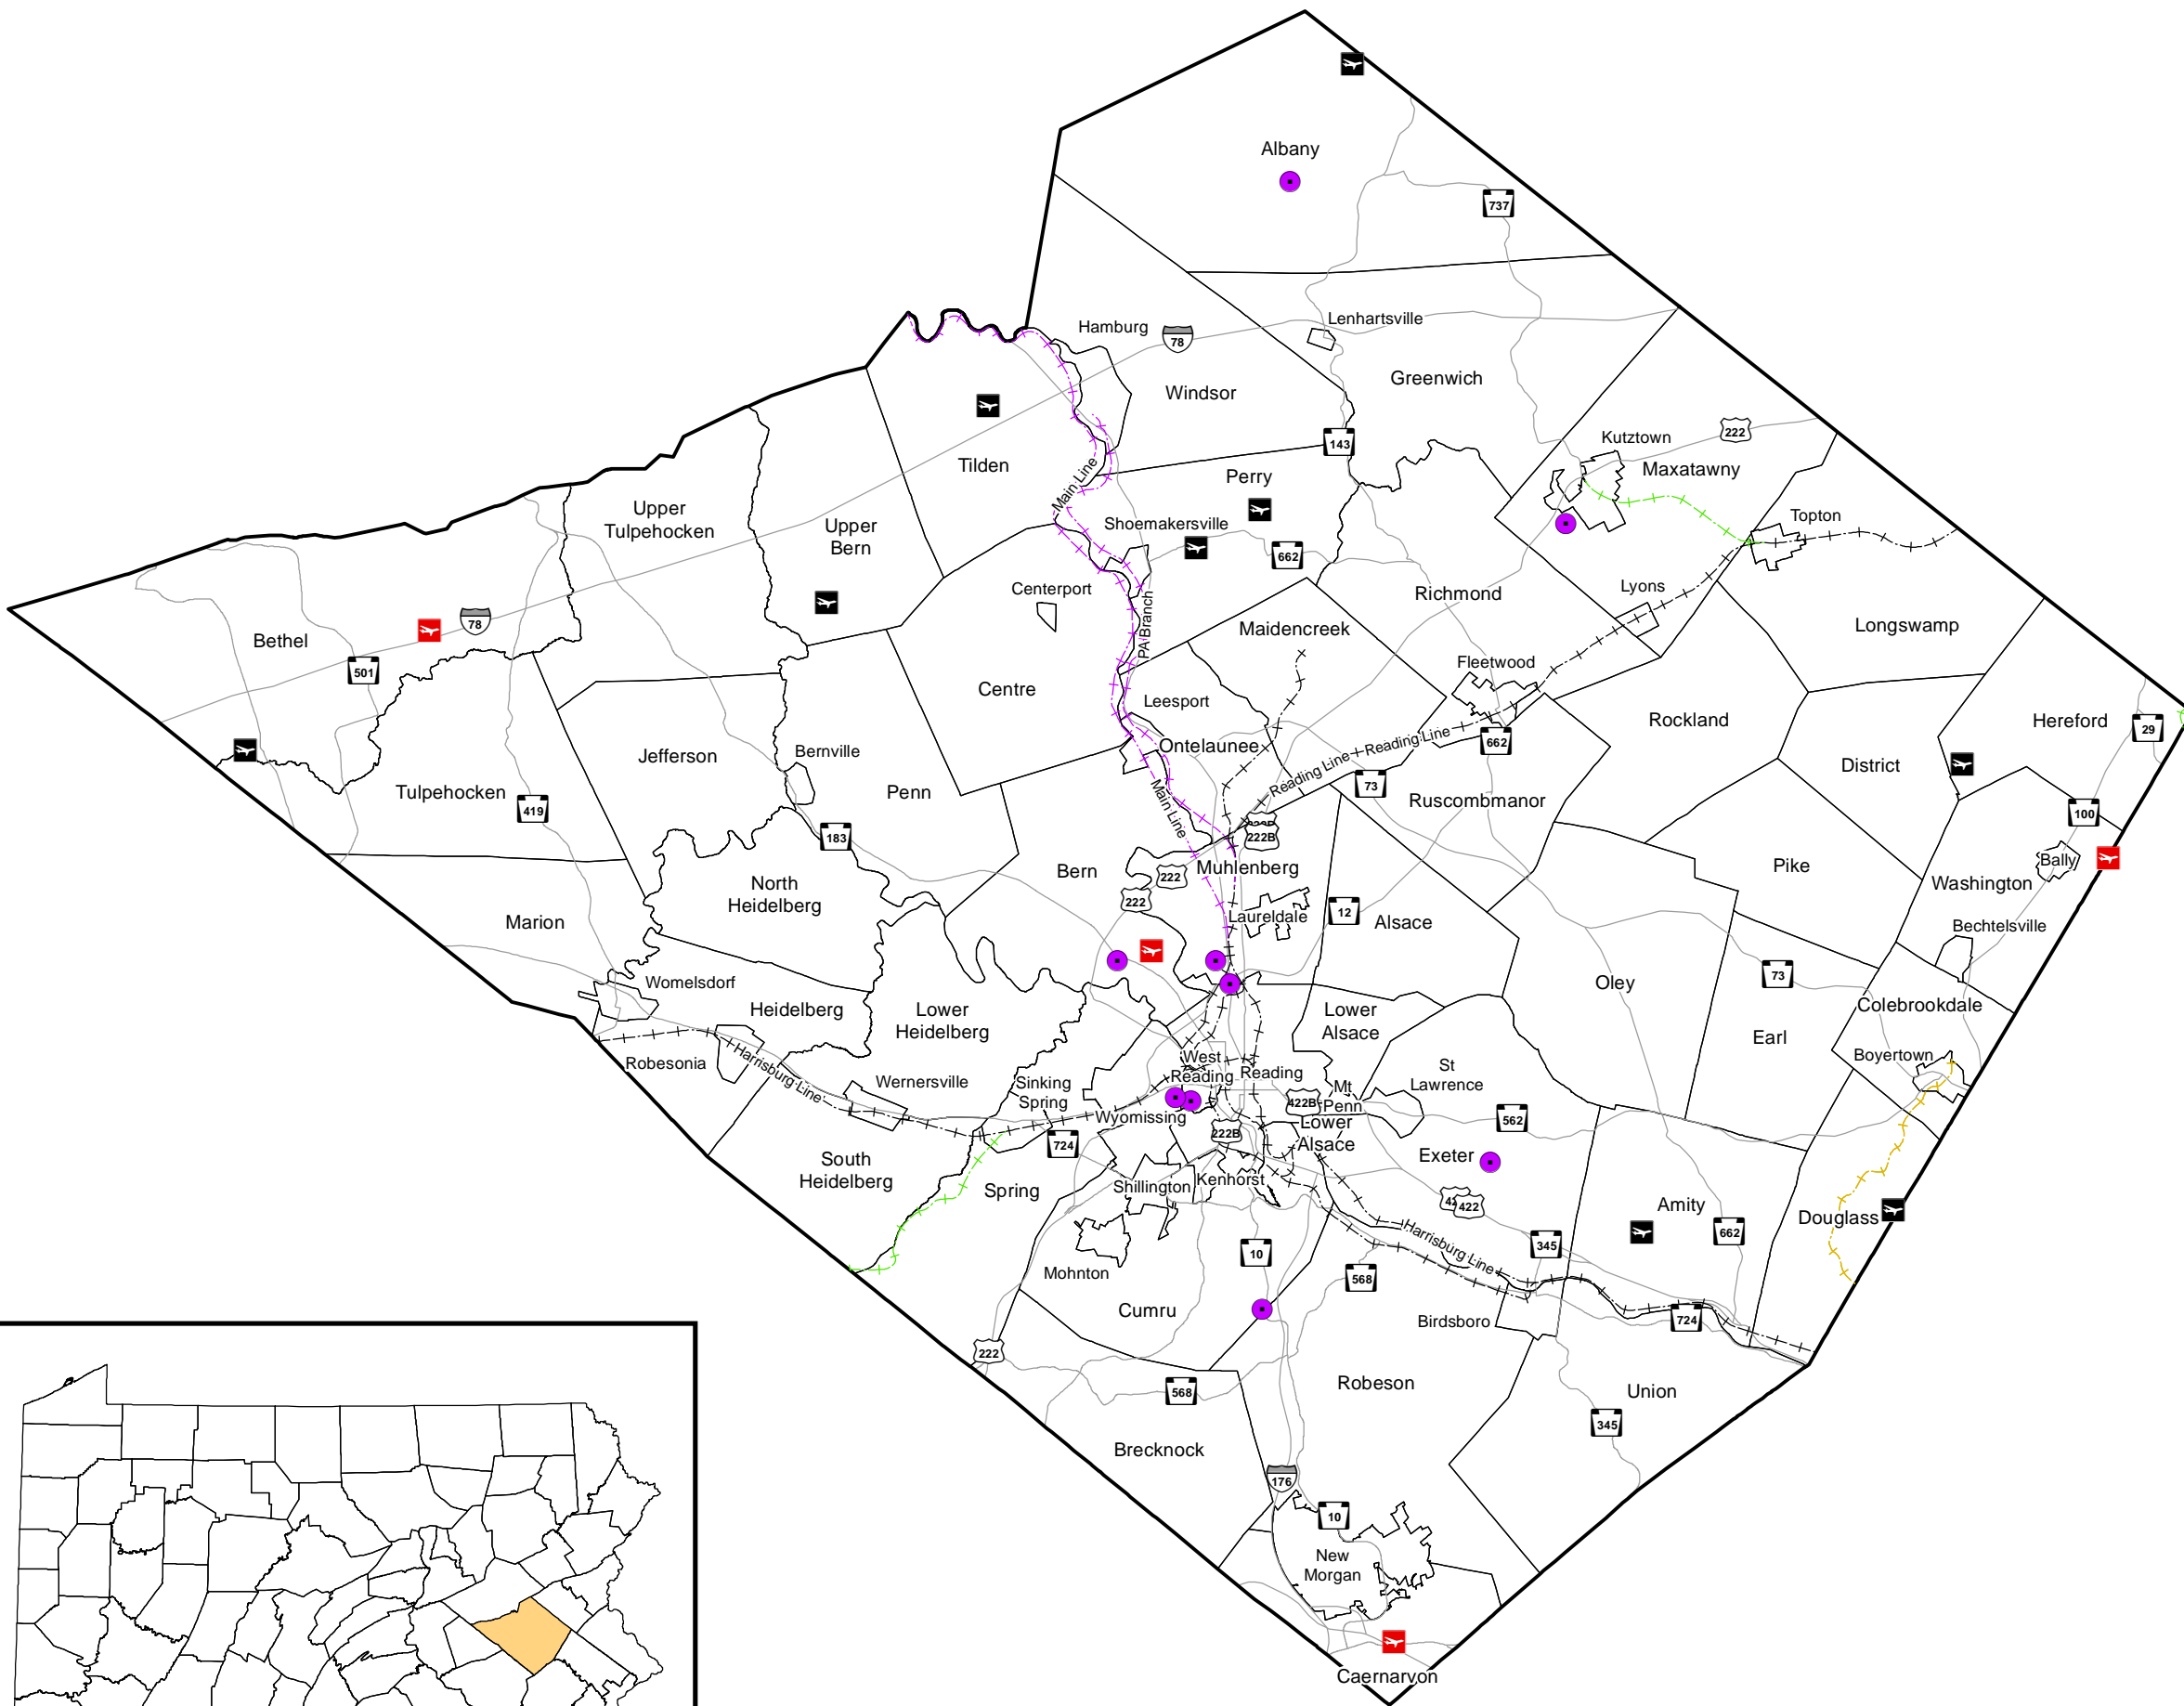 Albany
737
Hamburg
78
Lenhartsville
Greenwich
Windsor
143
222
Kutztown
Maxatawny
Tilden
Main Line
Perry
Upper
Tulpehocken
Upper
Bern
Shoemakersville
662
Topton
Centerport
PA Branch
Richmond
Lyons
Maidencreek
Longswamp
Bethel
78
501
Centre
Leesport
Fleetwood
Rockland
Hereford
29
Jefferson
Bernville
Ontelaunee
Reading Line
Reading Line
662
District
Tulpehocken
419
Penn
Main Line
73
Ruscombmanor
100
183
222B
Bern
Muhlenberg
222
222
Pike
Bally
Washington
North
Heidelberg
Laureldale
12
Alsace
Bechtelsville
Marion
Womelsdorf
Heidelberg
Lower
Heidelberg
Oley
73
Colebrookdale
Lower
Alsace
Earl
Robesonia
Harrisburg Line
Wernersville
Sinking
Spring
West
Reading
Reading
St
Lawrence
Boyertown
Mt
Penn
422B
Wyomissing
222B
Lower
Alsace
562
724
South
Heidelberg
Spring
Shillington
Kenhorst
Exeter
422
Amity
662
Douglass
Harrisburg Line
345
10
568
Mohnton
Cumru
Birdsboro
724
222
568
Robeson
Union
345
Brecknock
176
10
New
Morgan
Caernarvon